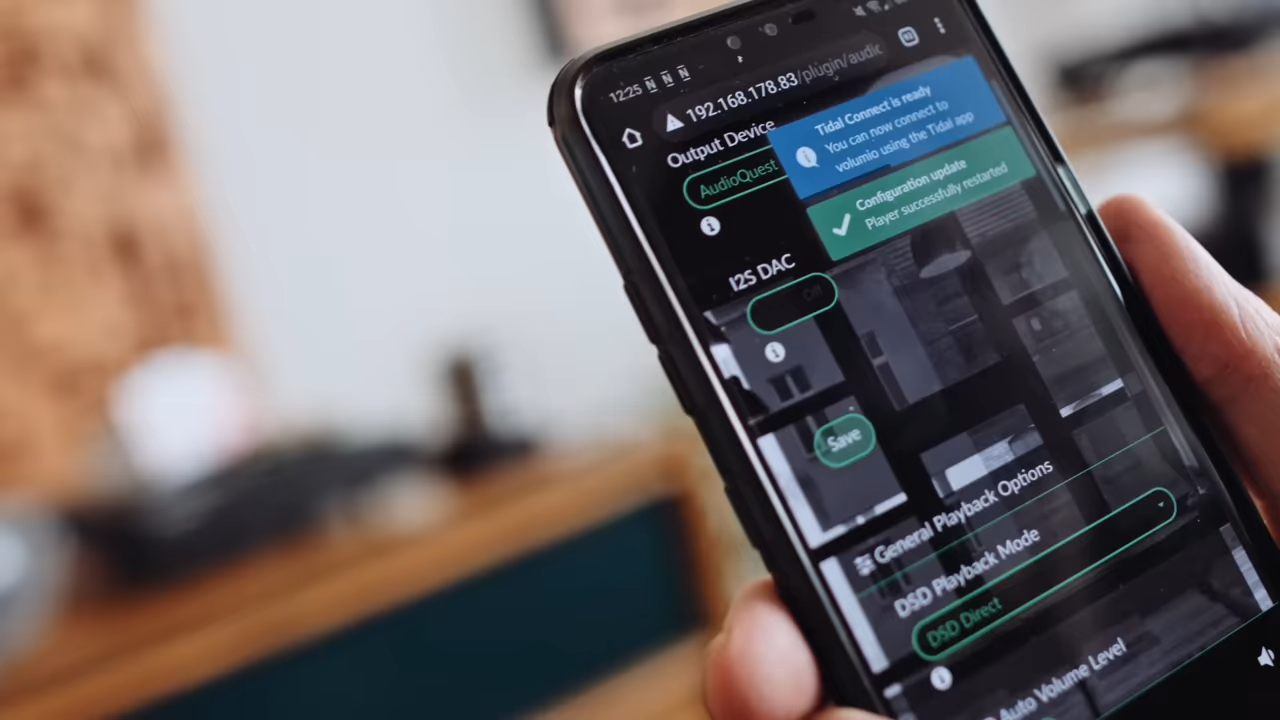 12:25 N N N
192.168.178.83/plugin/audic
Output Device
AudioQuest
Tidal Connect is ready
You can now connect to
volumio using the Tidal app
Configuration update
Player successfully restarted
I2S DAC
Off
Save
General Playback Options
DSD Playback Mode
DSD Direct
Auto Volume Level